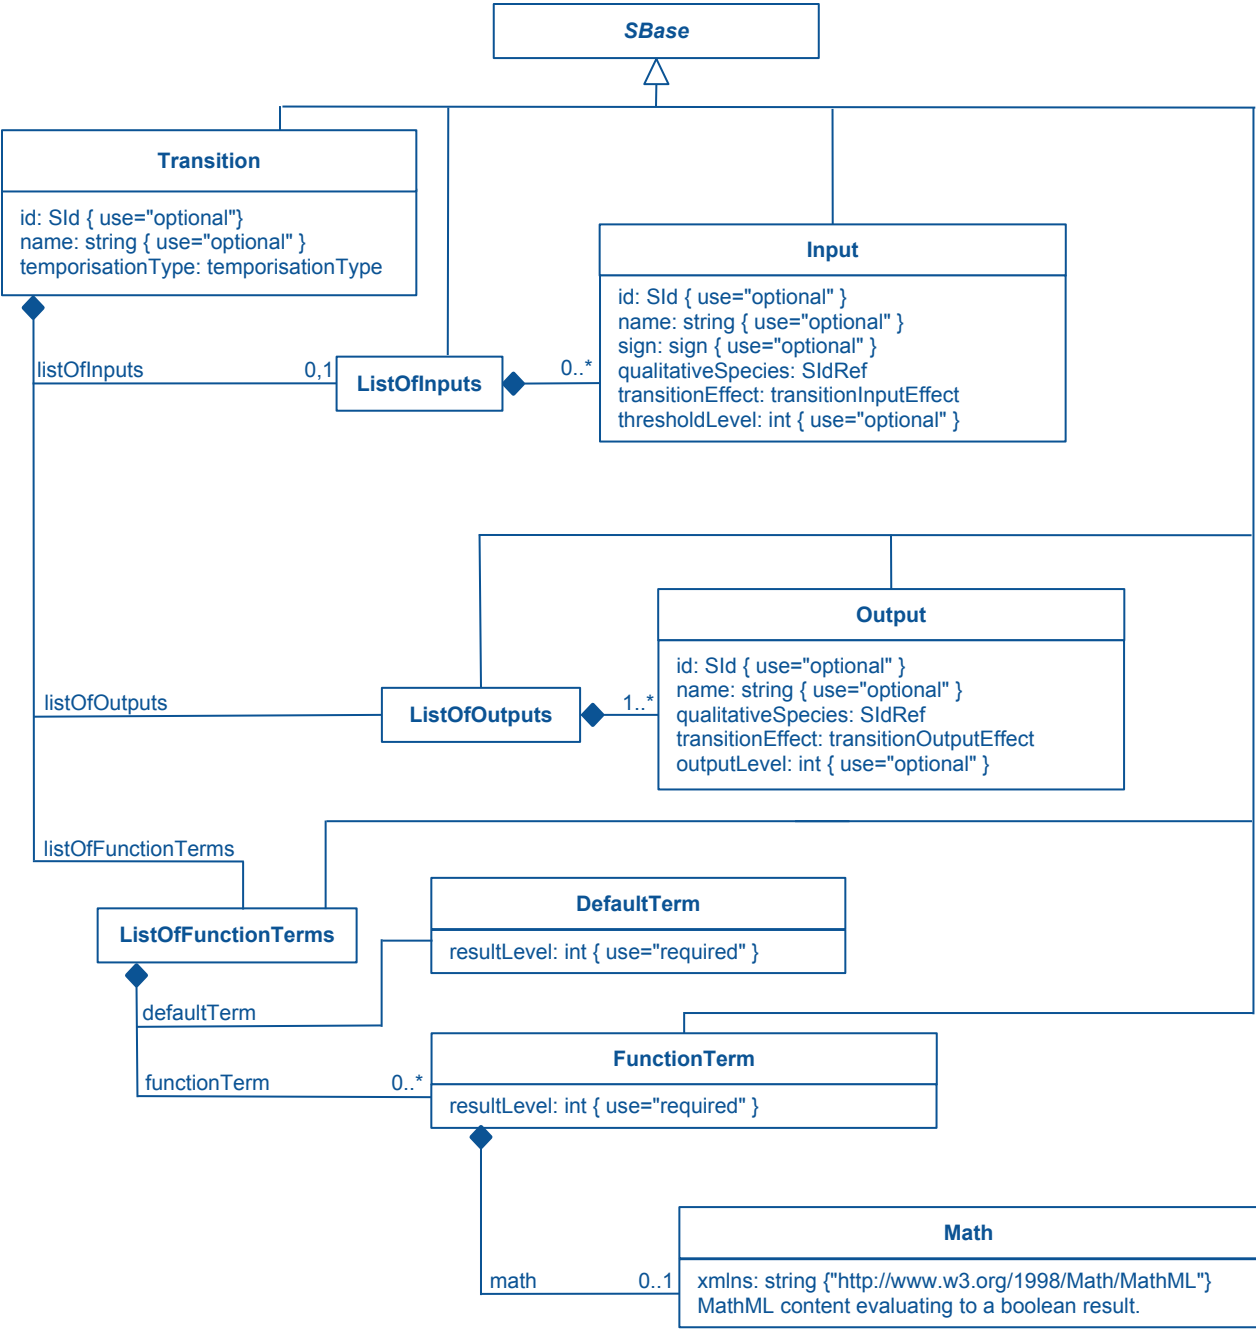 SBase
Transition
id: SId { use="optional"}
name: string { use="optional" }
temporisationType: temporisationType
Input
id: SId { use="optional" }
name: string { use="optional" }
sign: sign { use="optional" }
qualitativeSpecies: SIdRef
transitionEffect: transitionInputEffect
thresholdLevel: int { use="optional" }
listOfInputs
0,1
ListOfInputs
0..*
Output
id: SId { use="optional" }
name: string { use="optional" }
qualitativeSpecies: SIdRef
transitionEffect: transitionOutputEffect
outputLevel: int { use="optional" }
listOfOutputs
ListOfOutputs
1..*
listOfFunctionTerms
ListOfFunctionTerms
DefaultTerm
resultLevel: int { use="required" }
defaultTerm
FunctionTerm
resultLevel: int { use="required" }
functionTerm
0..*
Math
xmlns: string {"http://www.w3.org/1998/Math/MathML"}
MathML content evaluating to a boolean result.
math
0..1